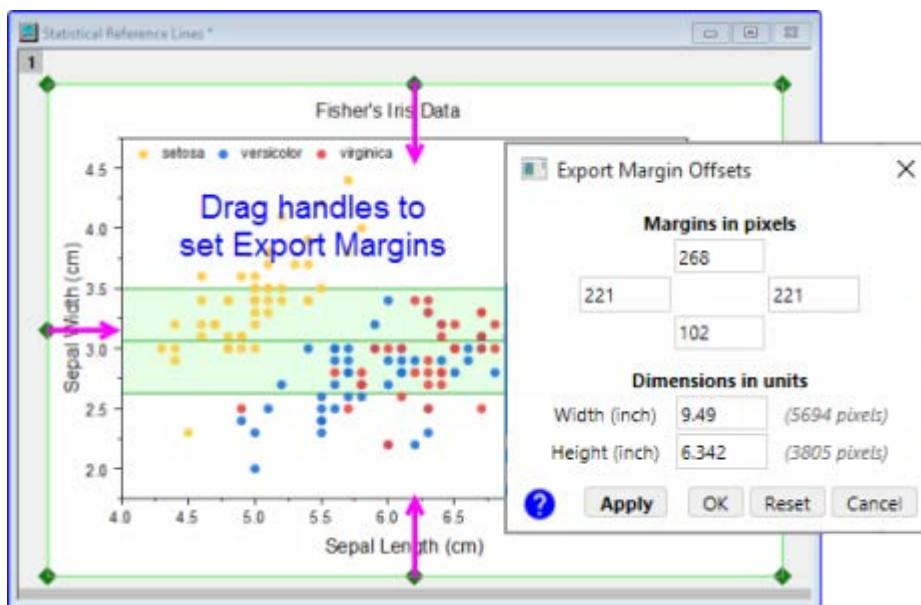 Statistical Reference Lines *
1
Fisher's Iris Data
setosa versicolor virginica
Drag handles to
set Export Margins
Sepal Width (cm)
4.5
4.0
3.5
3.0
2.5
2.0
4.0 4.5 5.0 5.5 6.0 6.5
Sepal Length (cm)
Export Margin Offsets
Margins in pixels
268
221 221
102
Dimensions in units
Width (inch) 9.49 (5694 pixels)
Height (inch) 6.342 (3805 pixels)
? Apply OK Reset Cancel